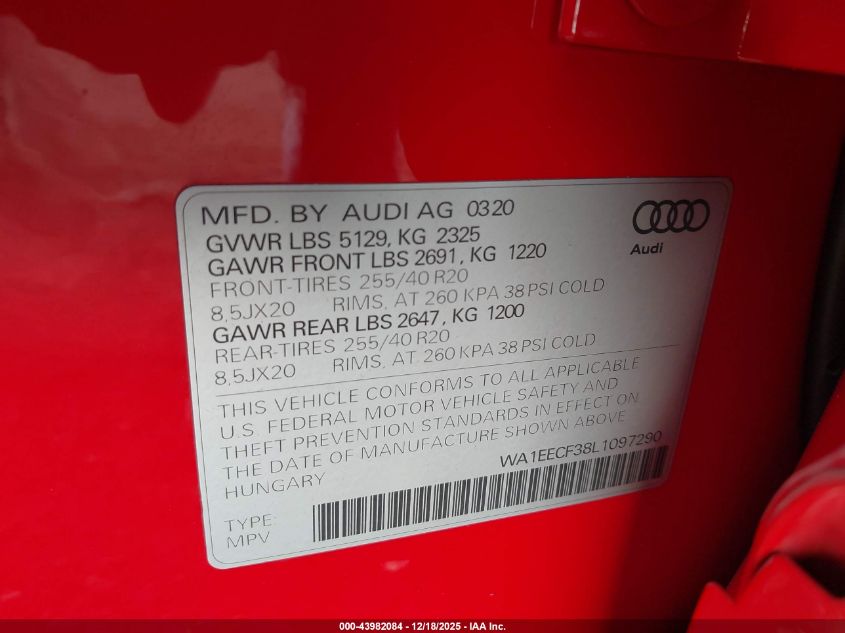 MFD. BY AUDI AG 0320
GVWR LBS 5129, KG 2325
GAWR FRONT LBS 2691, KG 1220
FRONT-TIRES 255/40 R20
8,5JX20 RIMS, AT 260 KPA 38 PSI COLD
GAWR REAR LBS 2647, KG 1200
REAR-TIRES 255/40 R20
8,5JX20 RIMS, AT 260 KPA 38 PSI COLD
Audi
THIS VEHICLE CONFORMS TO ALL APPLICABLE
U.S. FEDERAL MOTOR VEHICLE SAFETY AND
THEFT PREVENTION STANDARDS IN EFFECT ON
THE DATE OF MANUFACTURE SHOWN ABOVE
HUNGARY
WA1EECF38L1097290
TYPE:
MPV
000-43982084 - 12/18/2025 - IAA Inc.